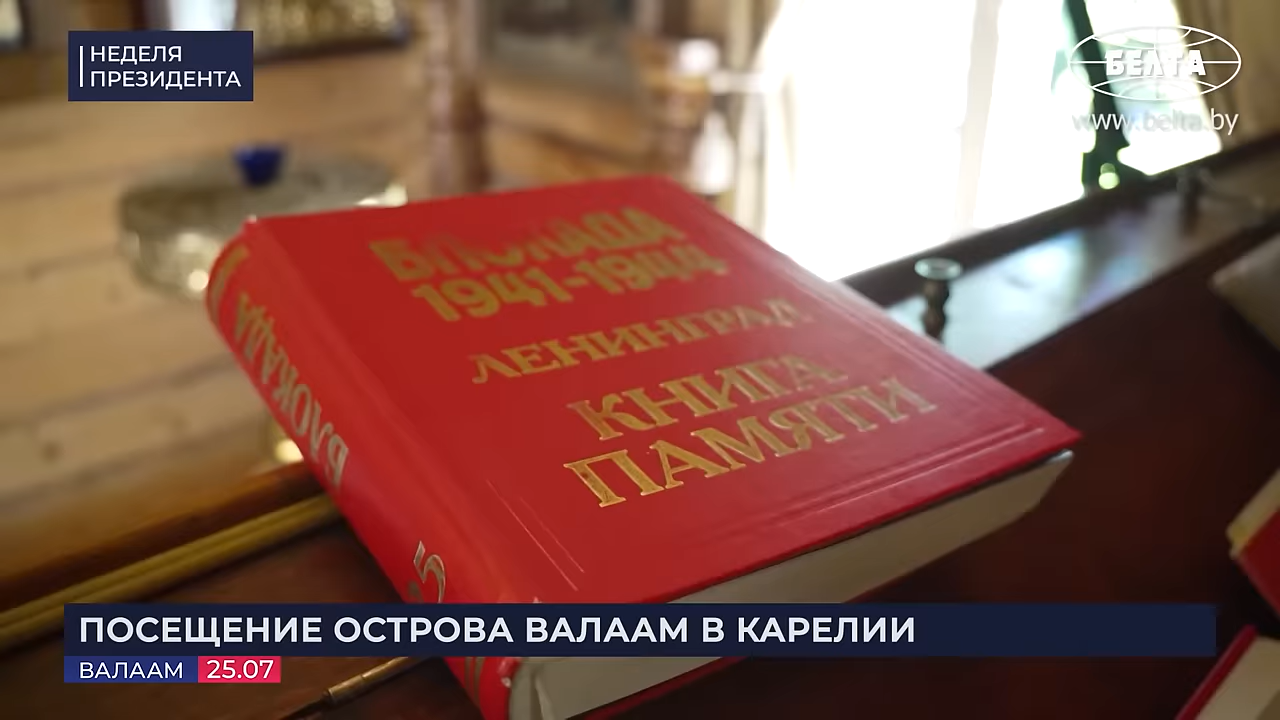 НЕДЕЛЯ
ПРЕЗИДЕНТА
БЕЛТА
www.belta.by
БЛОКАДА
1941-1944
ЛЕНИНГРАД
КНИГА
ПАМЯТИ
БЛОКАДА
5
ПОСЕЩЕНИЕ ОСТРОВА ВАЛААМ В КАРЕЛИИ
ВАЛААМ 25.07